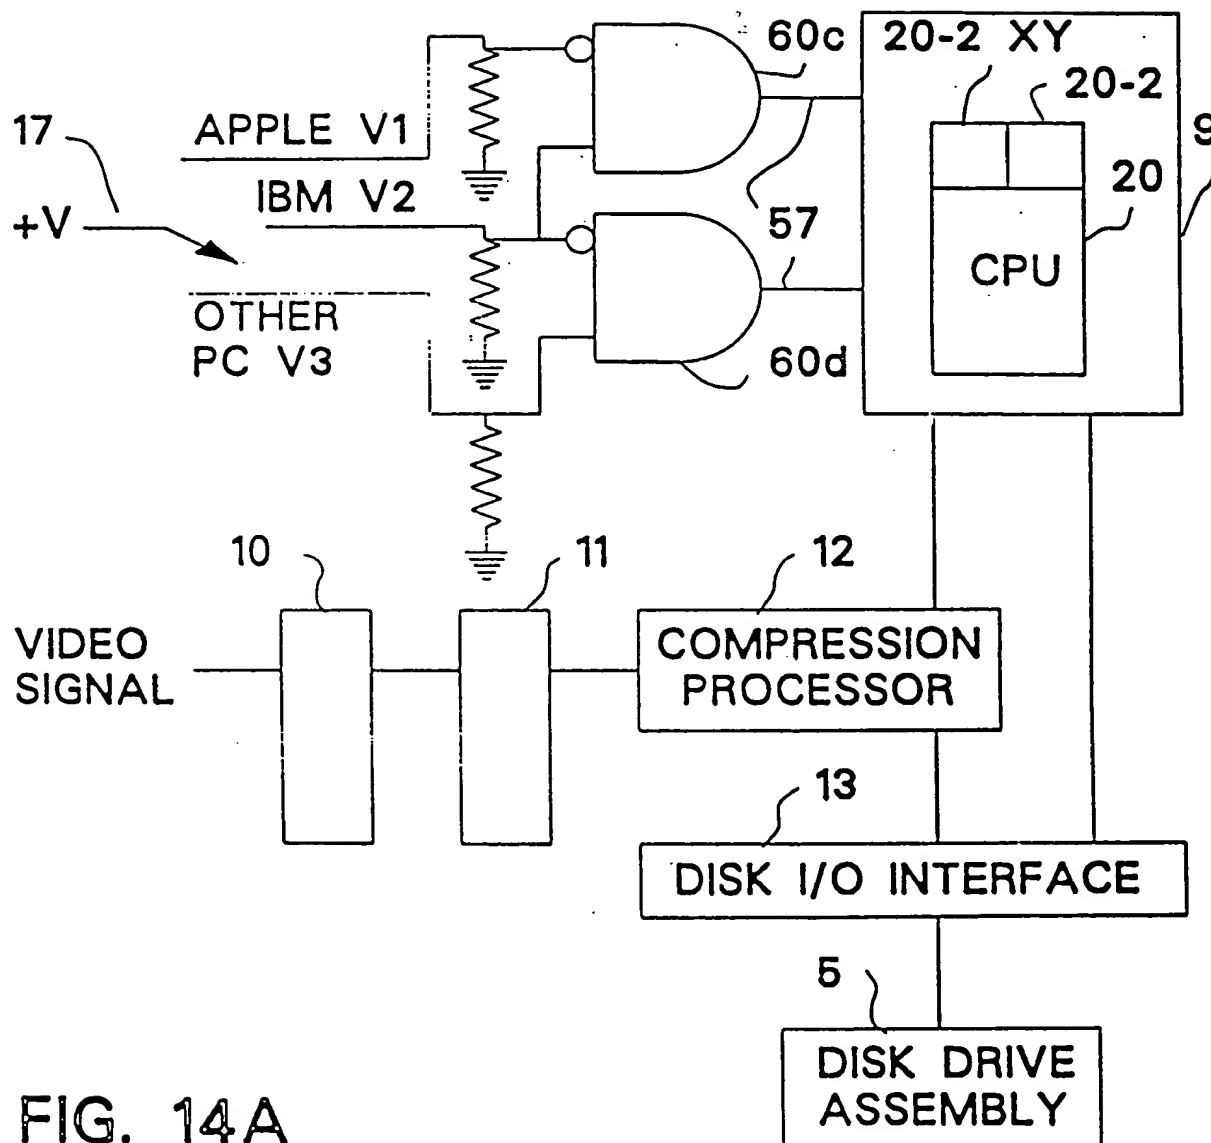 60c
20-2 XY
20-2
17
APPLE V1
9
+V
IBM V2
57
20
CPU
57
OTHER
PC V3
60d
10
11
12
VIDEO
SIGNAL
COMPRESSION
PROCESSOR
13
DISK I/O INTERFACE
5
DISK DRIVE
ASSEMBLY
FIG. 14A